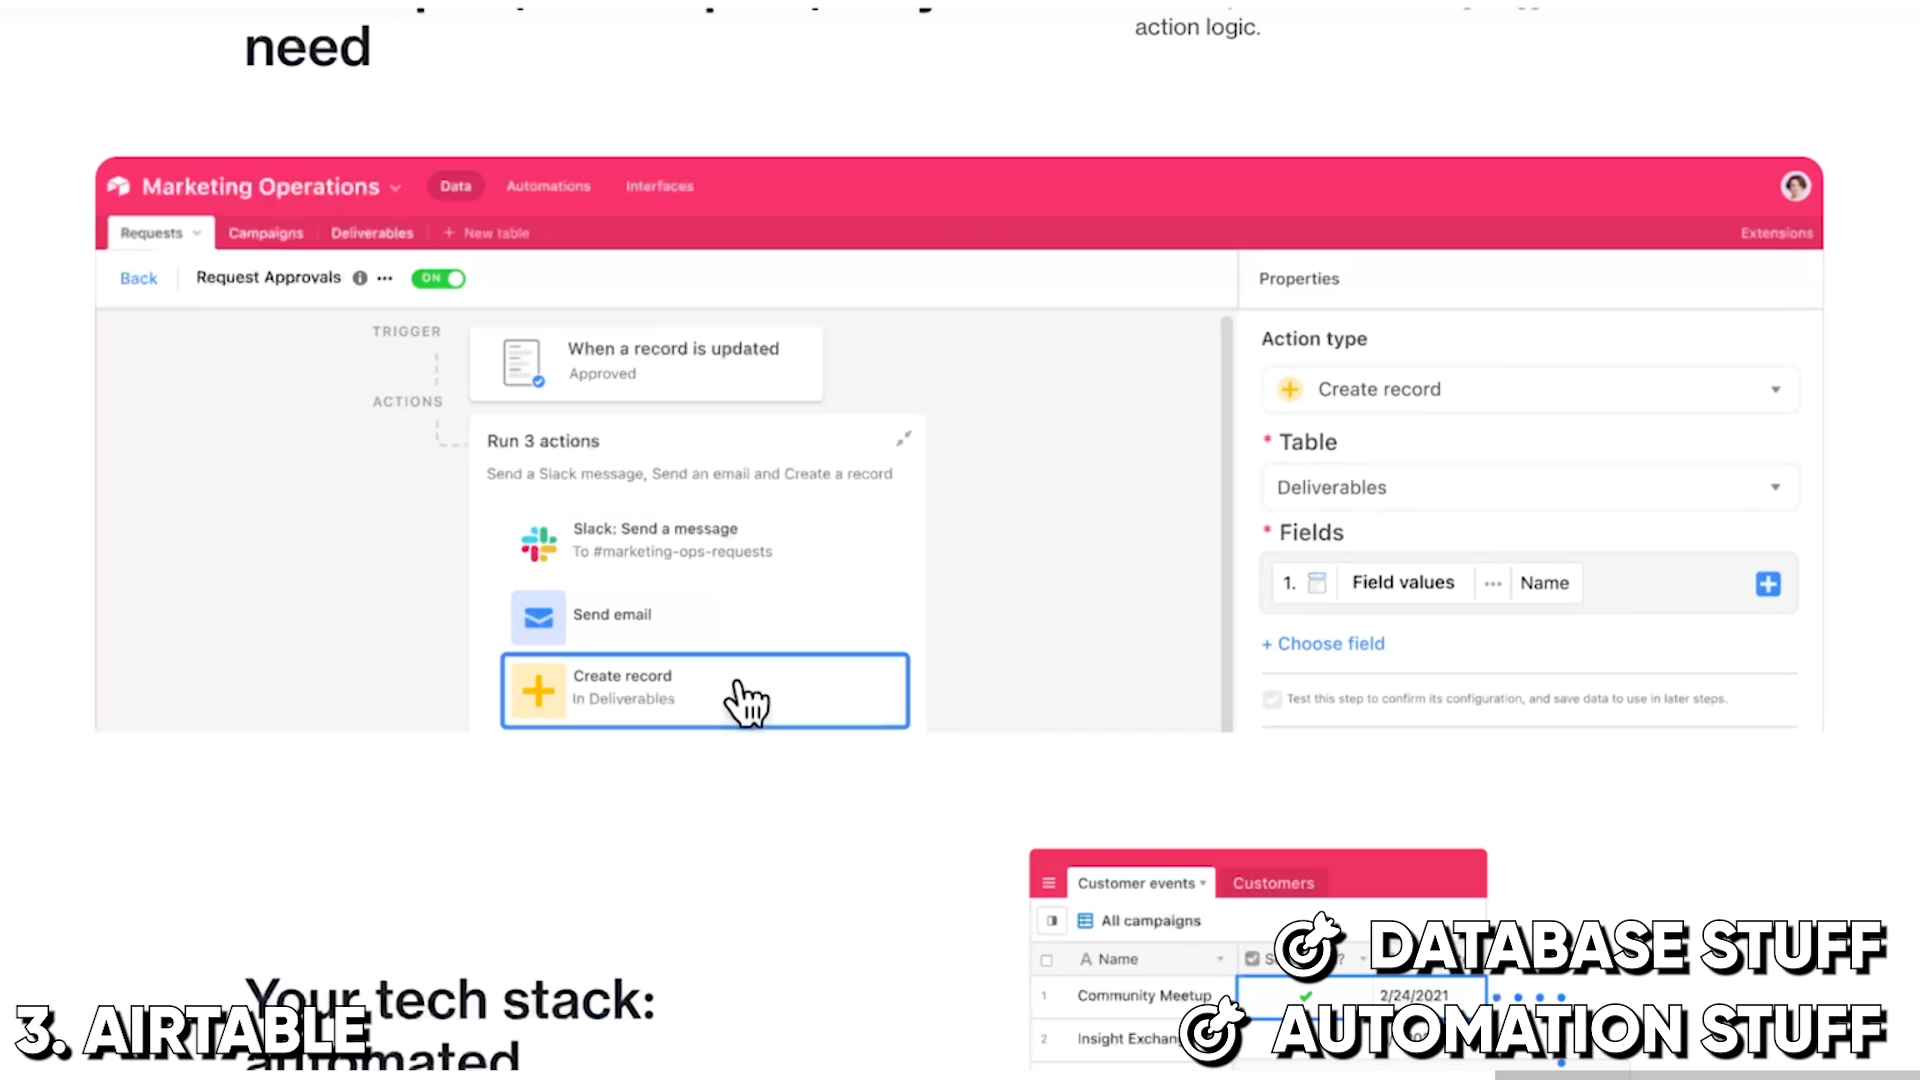 need
action logic.
Marketing Operations
Data
Automations
Interfaces
Requests
Campaigns
Deliverables
+ New table
Extensions
Back
Request Approvals
ON
Properties
TRIGGER
When a record is updated
Approved
ACTIONS
Run 3 actions
Send a Slack message, Send an email and Create a record
Slack: Send a message
To #marketing-ops-requests
Send email
Create record
In Deliverables
Action type
Create record
* Table
Deliverables
* Fields
1. Field values ... Name
+ Choose field
Test this step to confirm its configuration, and save data to use in later steps.
Customer events
Customers
All campaigns
A Name
1 Community Meetup 2/24/2021
2 Insight
Your tech stack:
automated
3. AIRTABLE
DATABASE STUFF
AUTOMATION STUFF